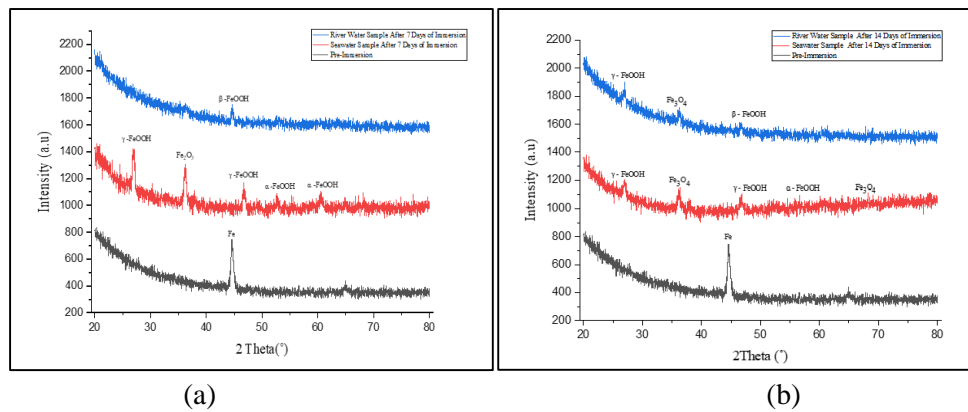 River Water Sample After 7 Days of Immersion
Seawater Sample After 7 Days of Immersion
Pre-Immersion
2200
2000
1800
1600
1400
1200
1000
800
600
400
200
Intensity (a.u)
β-FeOOH
γ-FeOOH
Fe₂O₃
γ-FeOOH
α-FeOOH
α-FeOOH
Fe
20 30 40 50 60 70 80
2 Theta(°)
(a)
River Water Sample After 14 Days of Immersion
Seawater Sample After 14 Days of Immersion
Pre-Immersion
2200
2000
1800
1600
1400
1200
1000
800
600
400
200
Intensity (a.u)
γ- FeOOH
Fe₃O₄
β- FeOOH
γ- FeOOH
Fe₃O₄
γ- FeOOH
α- FeOOH
Fe₃O₄
Fe
20 30 40 50 60 70 80
2Theta (°)
(b)